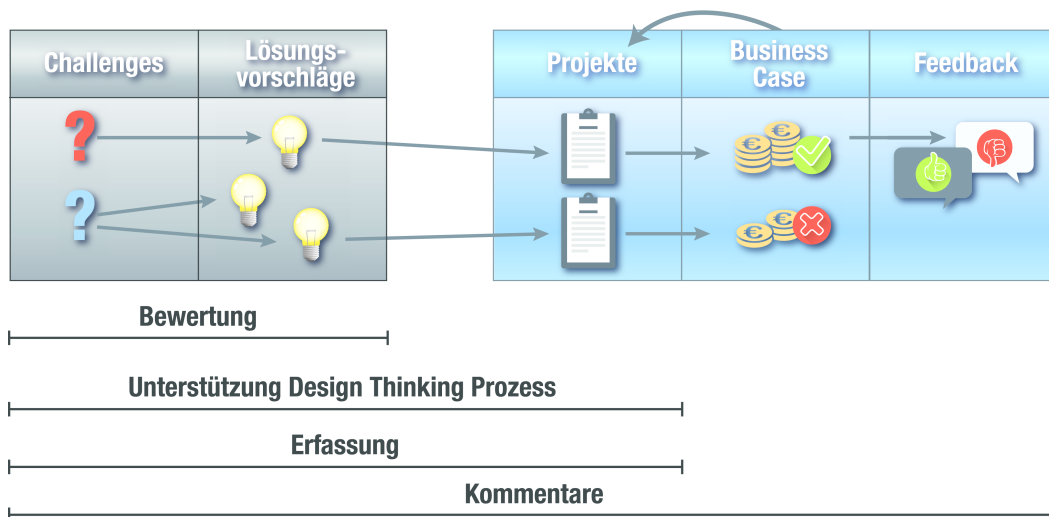 Challenges
Lösungs-
vorschläge
Projekte
Business
Case
Feedback
Bewertung
Unterstützung Design Thinking Prozess
Erfassung
Kommentare